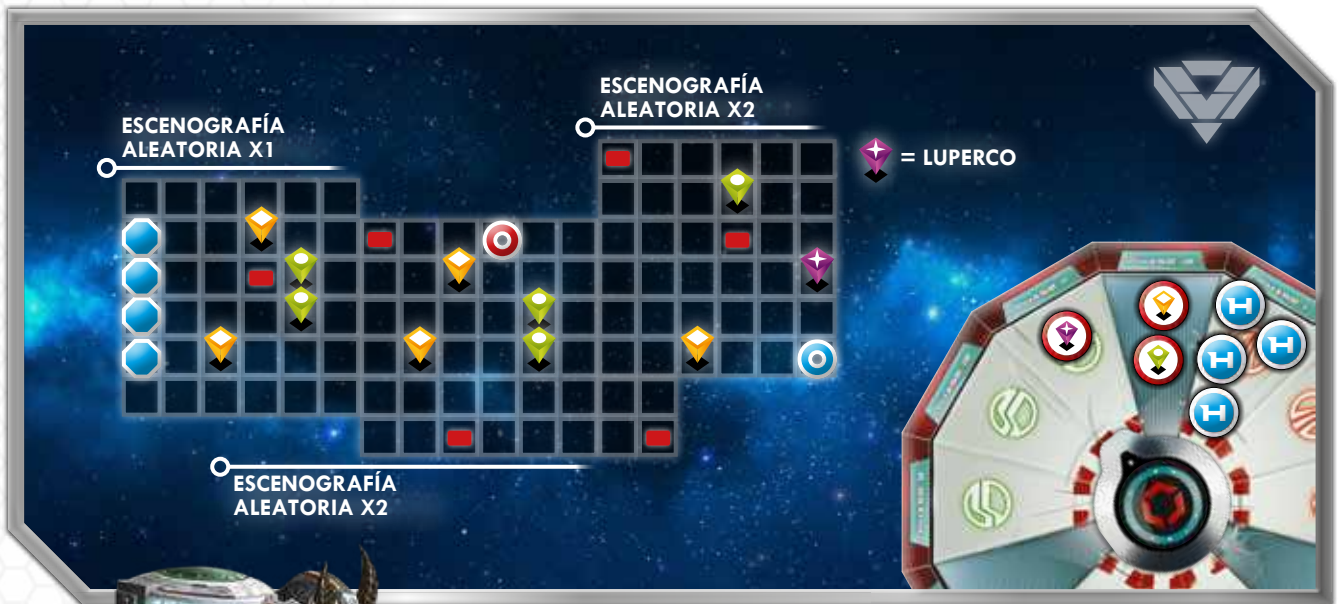 ESCENOGRAFÍA
ALEATORIA X1
ESCENOGRAFÍA
ALEATORIA X2
= LUPERCO
ESCENOGRAFÍA
ALEATORIA X2